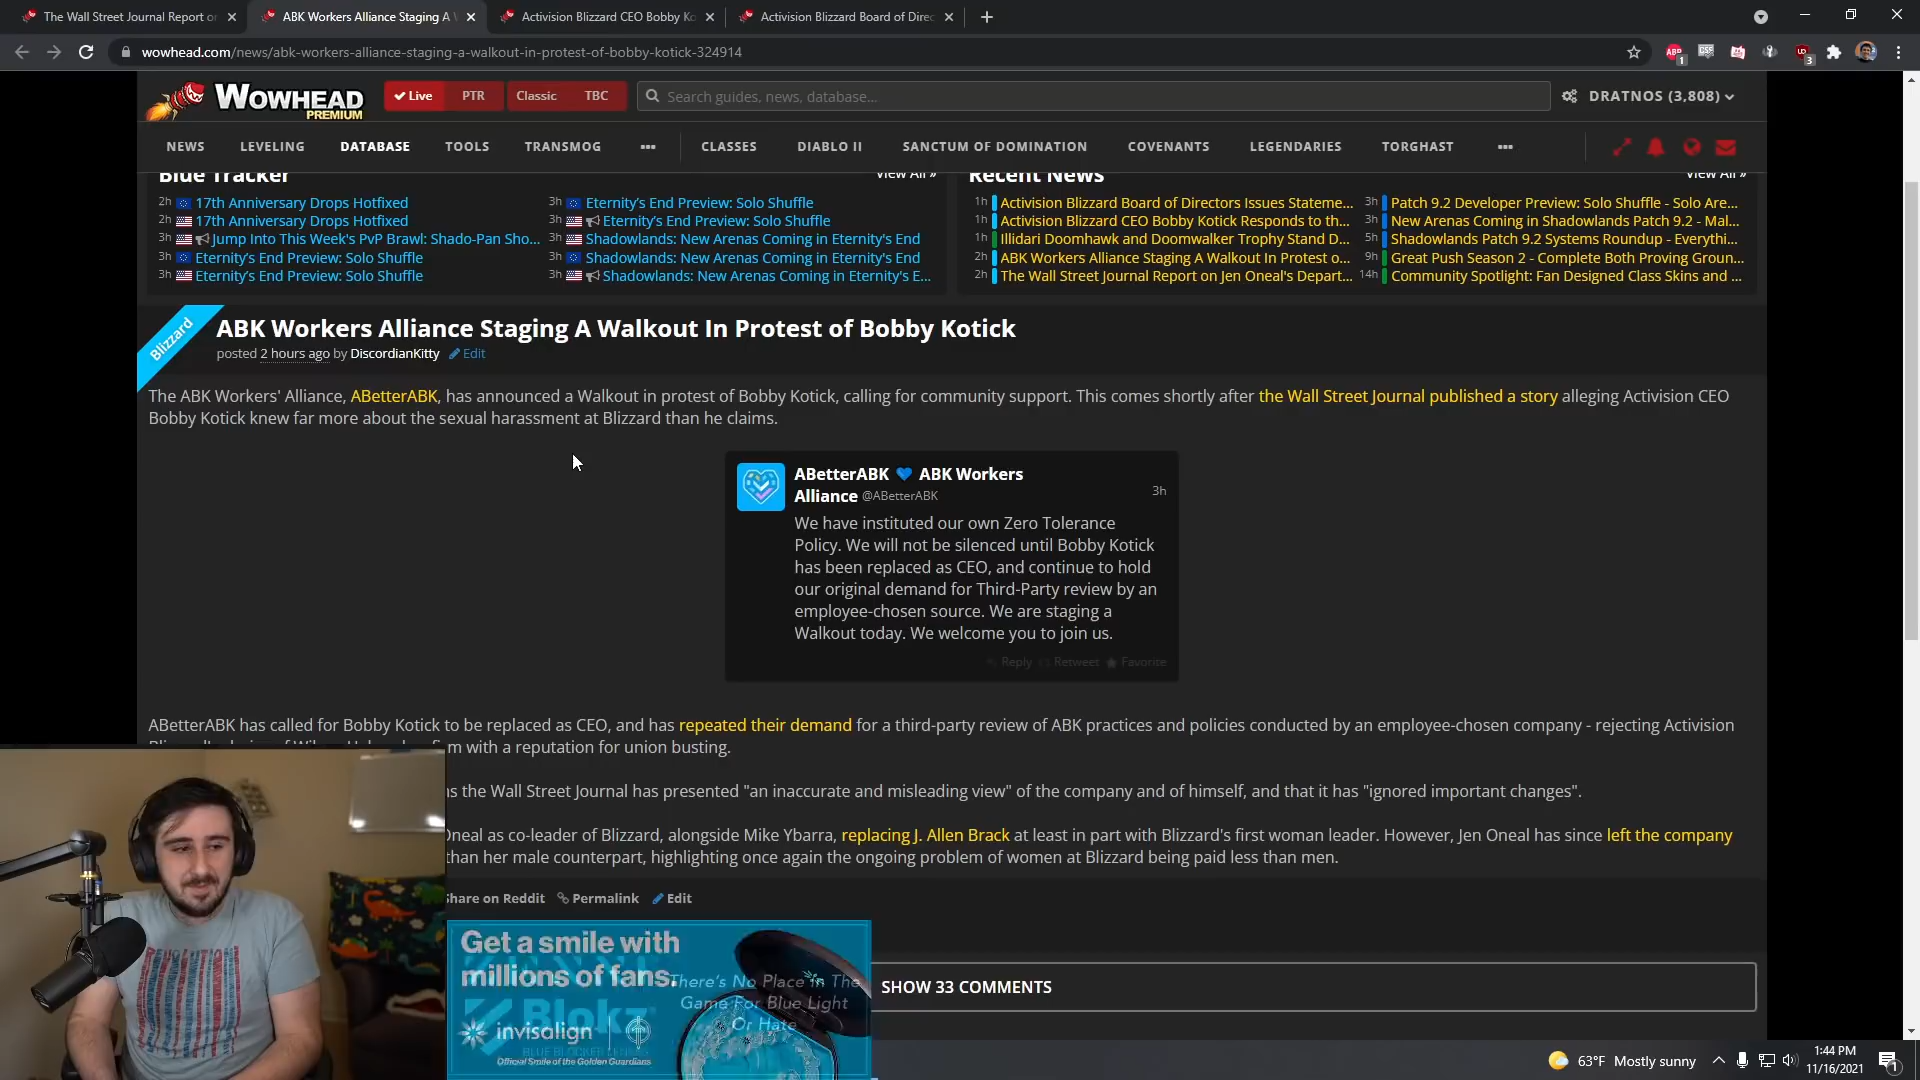 The Wall Street Journal Report or
ABK Workers Alliance Staging A
Activision Blizzard CEO Bobby Ko
Activision Blizzard Board of Direc
wowhead.com/news/abk-workers-alliance-staging-a-walkout-in-protest-of-bobby-kotick-324914
WOWHEAD
PREMIUM
Live PTR Classic TBC
Search guides, news, database...
DRATNOS (3,808)
NEWS LEVELING DATABASE TOOLS TRANSMOG ••• CLASSES DIABLO II SANCTUM OF DOMINATION COVENANTS LEGENDARIES TORGHAST •••
Blue Tracker View All »
2h 17th Anniversary Drops Hotfixed
2h 17th Anniversary Drops Hotfixed
3h Jump Into This Week's PvP Brawl: Shado-Pan Sho...
3h Eternity's End Preview: Solo Shuffle
3h Eternity's End Preview: Solo Shuffle
3h Eternity's End Preview: Solo Shuffle
3h Eternity's End Preview: Solo Shuffle
3h Shadowlands: New Arenas Coming in Eternity's End
3h Shadowlands: New Arenas Coming in Eternity's End
3h Shadowlands: New Arenas Coming in Eternity's E...
Recent News View All »
1h Activision Blizzard Board of Directors Issues Stateme...
1h Activision Blizzard CEO Bobby Kotick Responds to th...
1h Illidari Doomhawk and Doomwalker Trophy Stand D...
2h ABK Workers Alliance Staging A Walkout In Protest o...
2h The Wall Street Journal Report on Jen Oneal's Depart...
3h Patch 9.2 Developer Preview: Solo Shuffle - Solo Are...
3h New Arenas Coming in Shadowlands Patch 9.2 - Mal...
5h Shadowlands Patch 9.2 Systems Roundup - Everythi...
9h Great Push Season 2 - Complete Both Proving Groun...
14h Community Spotlight: Fan Designed Class Skins and ...
Blizzard
ABK Workers Alliance Staging A Walkout In Protest of Bobby Kotick
posted 2 hours ago by DiscordianKitty Edit
The ABK Workers' Alliance, ABetterABK, has announced a Walkout in protest of Bobby Kotick, calling for community support. This comes shortly after the Wall Street Journal published a story alleging Activision CEO
Bobby Kotick knew far more about the sexual harassment at Blizzard than he claims.
ABetterABK 💙 ABK Workers
Alliance @ABetterABK 3h
We have instituted our own Zero Tolerance
Policy. We will not be silenced until Bobby Kotick
has been replaced as CEO, and continue to hold
our original demand for Third-Party review by an
employee-chosen source. We are staging a
Walkout today. We welcome you to join us.
Reply Retweet Favorite
ABetterABK has called for Bobby Kotick to be replaced as CEO, and has repeated their demand for a third-party review of ABK practices and policies conducted by an employee-chosen company - rejecting Activision
m with a reputation for union busting.
s the Wall Street Journal has presented "an inaccurate and misleading view" of the company and of himself, and that it has "ignored important changes".
Oneal as co-leader of Blizzard, alongside Mike Ybarra, replacing J. Allen Brack at least in part with Blizzard's first woman leader. However, Jen Oneal has since left the company
than her male counterpart, highlighting once again the ongoing problem of women at Blizzard being paid less than men.
Share on Reddit Permalink Edit
Get a smile with
millions of fans.
There's No Place in The
Game For Blue Light
Or Hate
Blokz
invisalign
BLUE BLOCKER LENSES
Official Smile of the Golden Guardians
SHOW 33 COMMENTS
REVOLUTION
63°F Mostly sunny
1:44 PM
11/16/2021